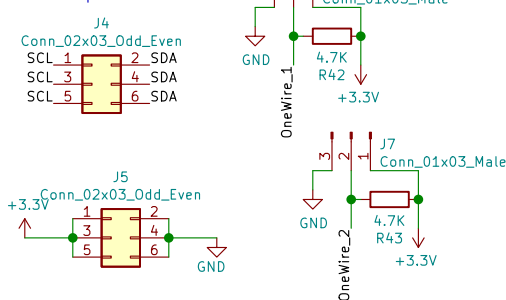 Conn_01x03_Male
J4
Conn_02x03_Odd_Even
SCL 1 2 SDA
SCL 3 4 SDA
SCL 5 6 SDA
GND
4.7K
R42
+3.3V
OneWire_1
J7
Conn_01x03_Male
3 2 1
J5
Conn_02x03_Odd_Even
+3.3V
1 2
3 4
5 6
GND
GND
4.7K
R43
+3.3V
OneWire_2